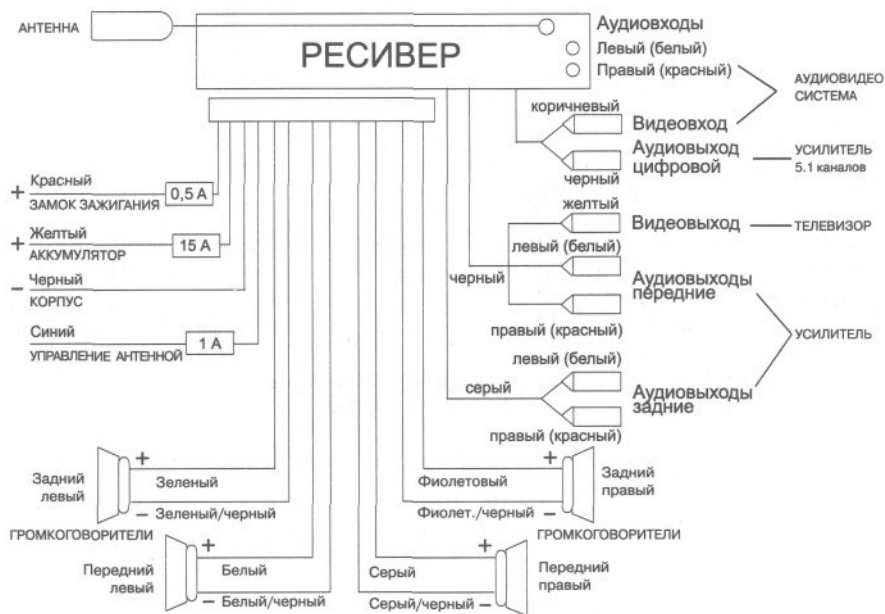 АНТЕННА
РЕСИВЕР
Аудиовходы
Левый (белый)
Правый (красный)
АУДИОВИДЕО
СИСТЕМА
коричневый
Видеовход
Аудиовыход
цифровой
черный
УСИЛИТЕЛЬ
5.1 каналов
+
Красный
0,5 А
ЗАМОК ЗАЖИГАНИЯ
+
Желтый
15 А
АККУМУЛЯТОР
–
Черный
КОРПУС
Синий
1 А
УПРАВЛЕНИЕ АНТЕННОЙ
желтый
Видеовыход
ТЕЛЕВИЗОР
левый (белый)
черный
Аудиовыходы
передние
правый (красный)
УСИЛИТЕЛЬ
левый (белый)
серый
Аудиовыходы
задние
правый (красный)
Задний
левый
+
Зеленый
–
Зеленый/черный
ГРОМКОГОВОРИТЕЛИ
Передний
левый
+
Белый
–
Белый/черный
Фиолетовый
+
Фиолет./черный
–
Задний
правый
ГРОМКОГОВОРИТЕЛИ
Серый
+
Серый/черный
–
Передний
правый